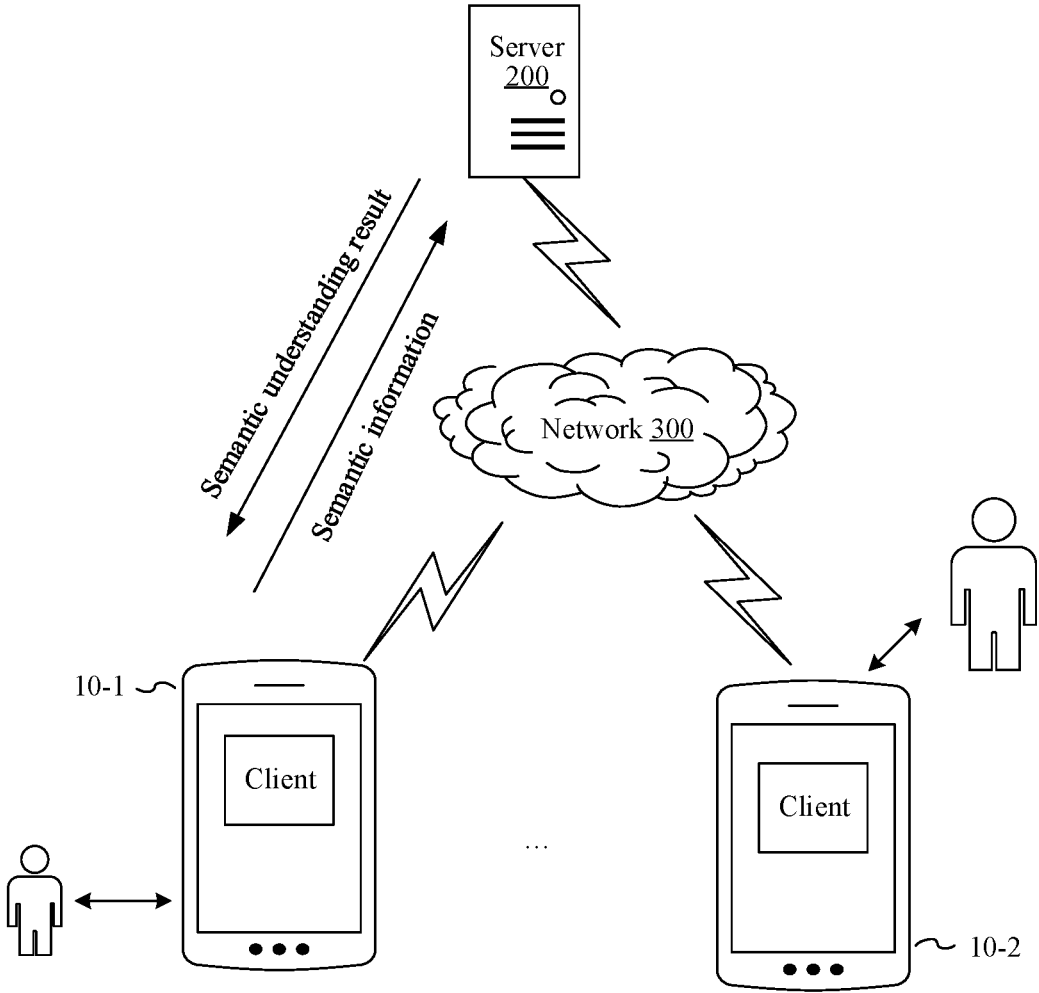 Server
200
Semantic understanding result
Semantic information
Network 300
10-1
Client
Client
...
10-2